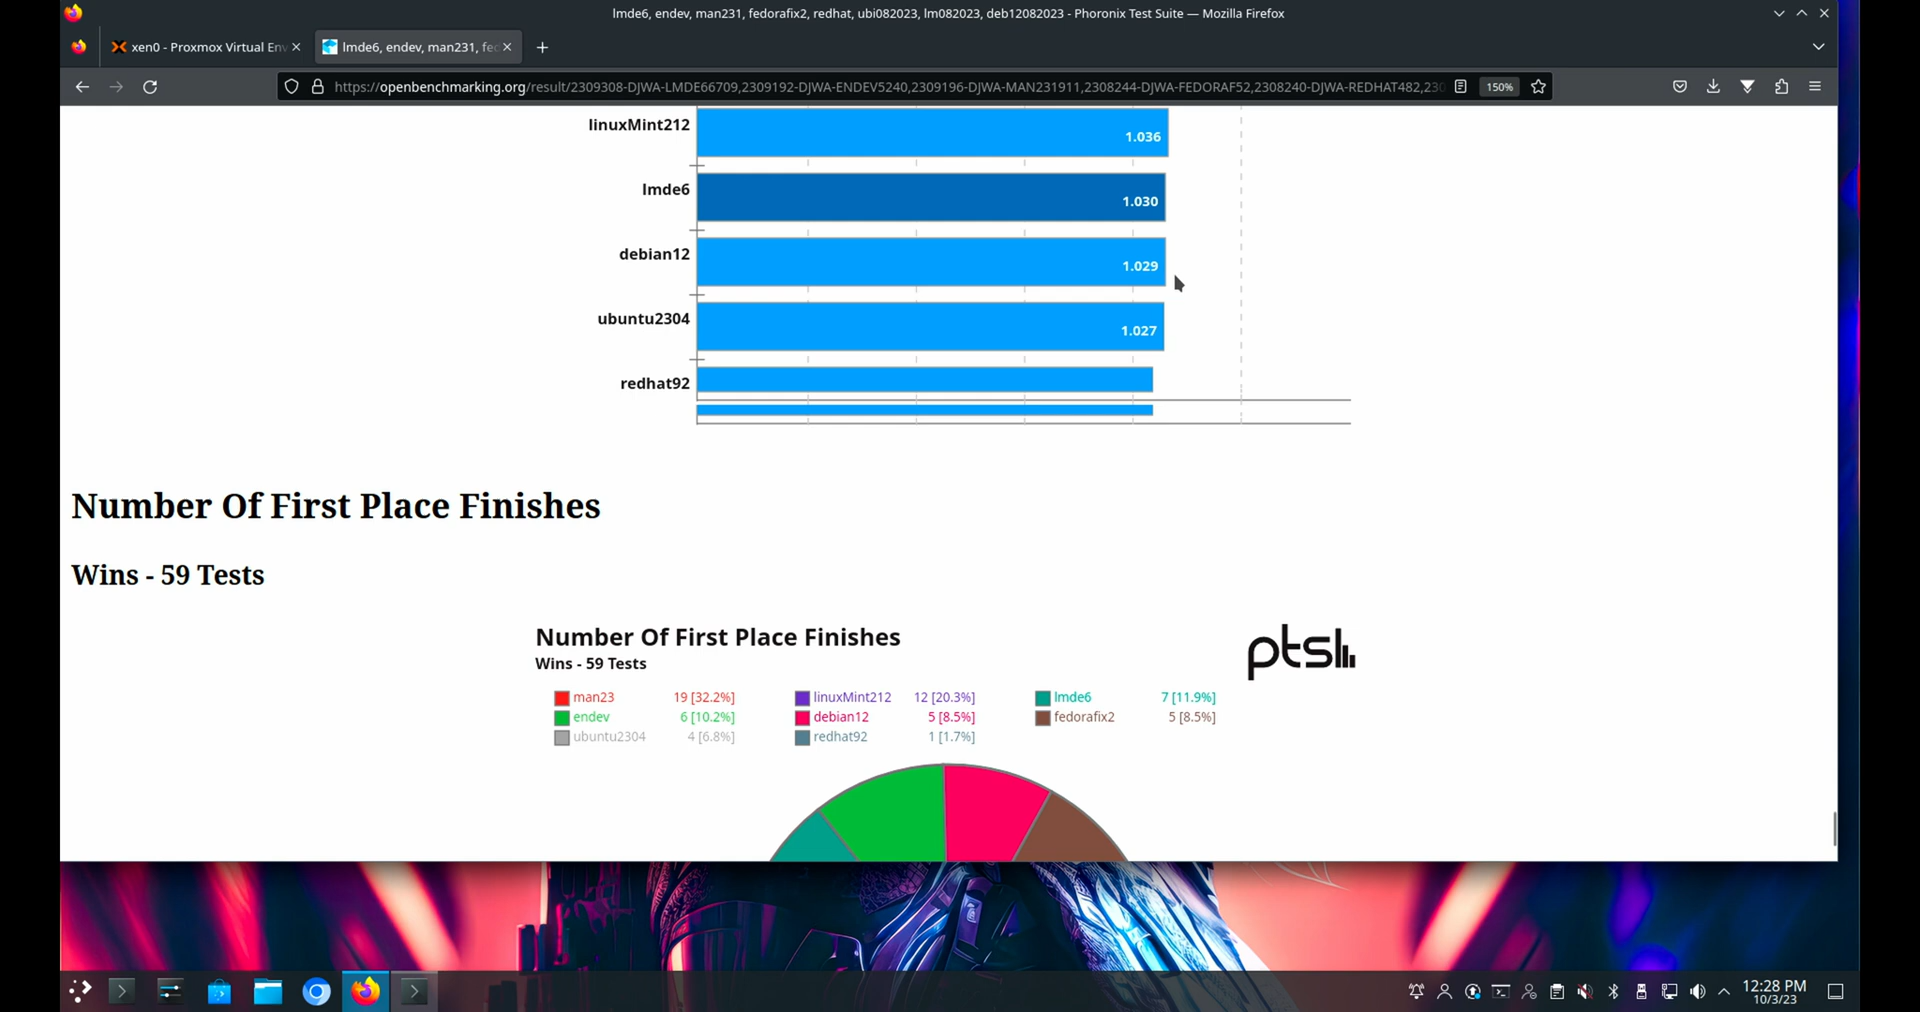 lmde6, endev, man231, fedorafix2, redhat, ubi082023, lm082023, deb12082023 - Phoronix Test Suite — Mozilla Firefox
xen0 - Proxmox Virtual Env
lmde6, endev, man231, fed
https://openbenchmarking.org/result/2309308-DJWA-LMDE66709,2309192-DJWA-ENDEV5240,2309196-DJWA-MAN231911,2308244-DJWA-FEDORAF52,2308240-DJWA-REDHAT482,230
150%
linuxMint212
1.036
lmde6
1.030
debian12
1.029
ubuntu2304
1.027
redhat92
Number Of First Place Finishes
Wins - 59 Tests
Number Of First Place Finishes
Wins - 59 Tests
ptsl
man23 19 [32.2%] linuxMint212 12 [20.3%] lmde6 7 [11.9%]
endev 6 [10.2%] debian12 5 [8.5%] fedorafix2 5 [8.5%]
ubuntu2304 4 [6.8%] redhat92 1 [1.7%]
12:28 PM
10/3/23